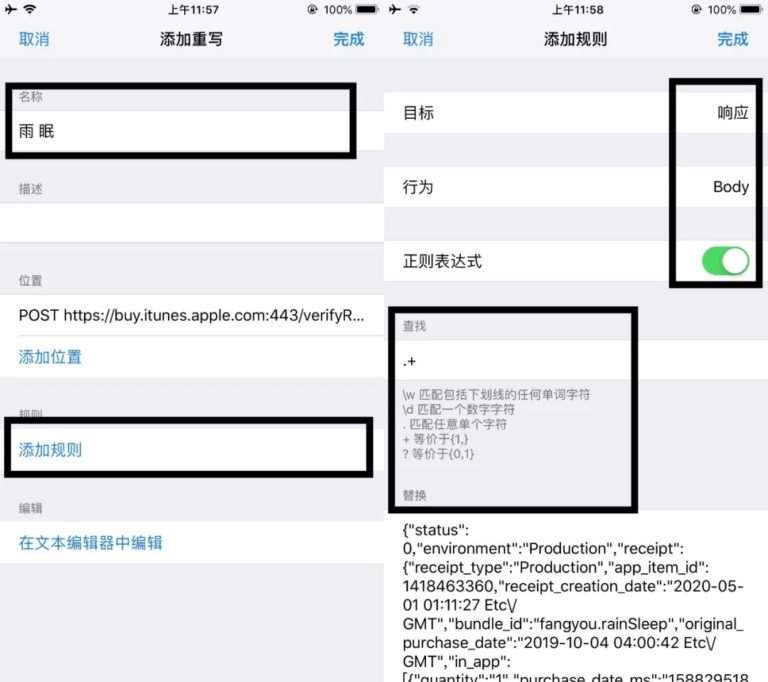 上午11:57
100%
取消
添加重写
完成
名称
雨 眠
描述
位置
POST https://buy.itunes.apple.com:443/verifyR...
添加位置
规则
添加规则
编辑
在文本编辑器中编辑
上午11:58
100%
取消
添加规则
完成
目标
响应
行为
Body
正则表达式
查找
.+
\w 匹配包括下划线的任何单词字符
\d 匹配一个数字字符
. 匹配任意单个字符
+ 等价于{1,}
? 等价于{0,1}
替换
{"status":
0,"environment":"Production","receipt":
{"receipt_type":"Production","app_item_id":
1418463360,"receipt_creation_date":"2020-05-
01 01:11:27 Etc\/
GMT","bundle_id":"fangyou.rainSleep","original_
purchase_date":"2019-10-04 04:00:42 Etc\/
GMT","in_app":
[{"quantity":"1","purchase_date_ms":"158829518